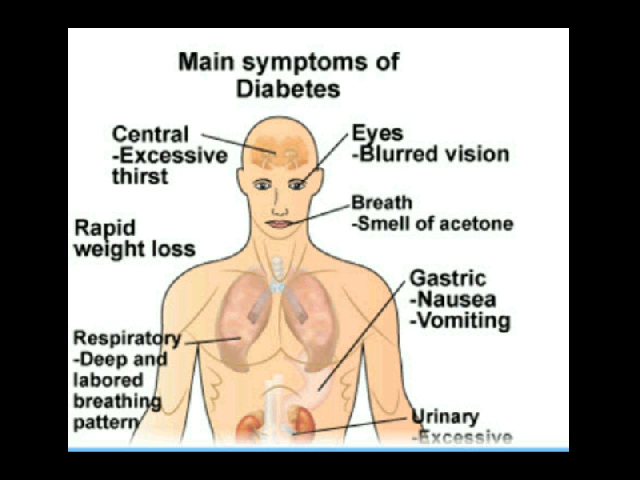 Main symptoms of
Diabetes
Central
-Excessive
thirst
Eyes
-Blurred vision
Breath
-Smell of acetone
Rapid
weight loss
Gastric
-Nausea
-Vomiting
Respiratory
-Deep and
labored
breathing
pattern
Urinary
-Excessive